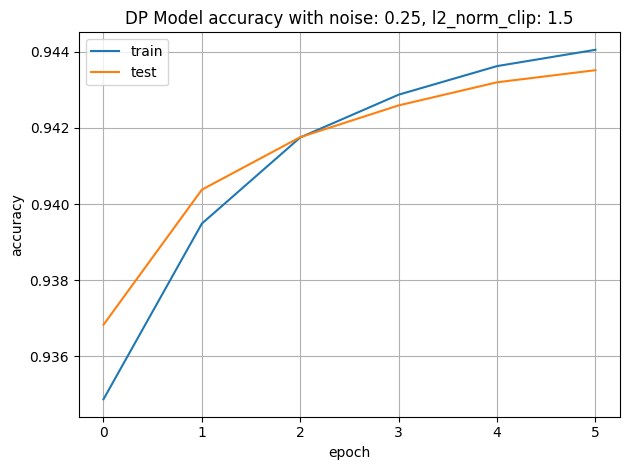 DP Model accuracy with noise: 0.25, l2_norm_clip: 1.5
train
test
0.944
0.942
0.940
0.938
0.936
accuracy
0 1 2 3 4 5
epoch